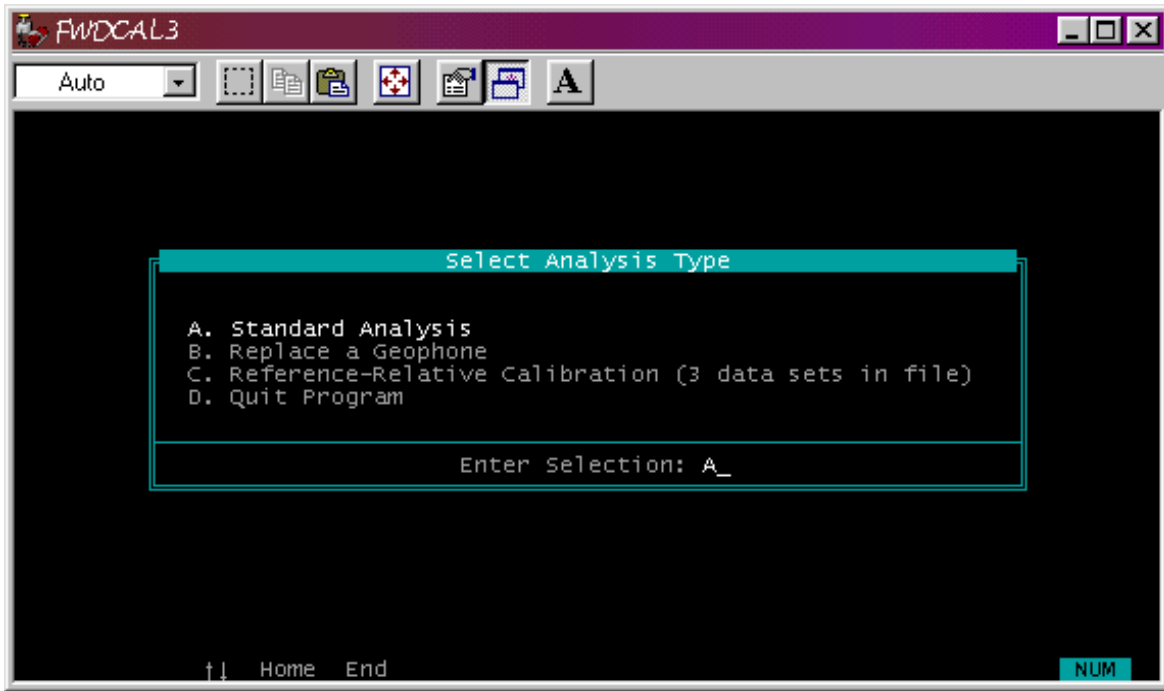 FWDCAL3
Auto
A
Select Analysis Type
A. Standard Analysis
B. Replace a Geophone
C. Reference-Relative Calibration (3 data sets in file)
D. Quit Program
Enter Selection: A_
↑↓ Home End
NUM